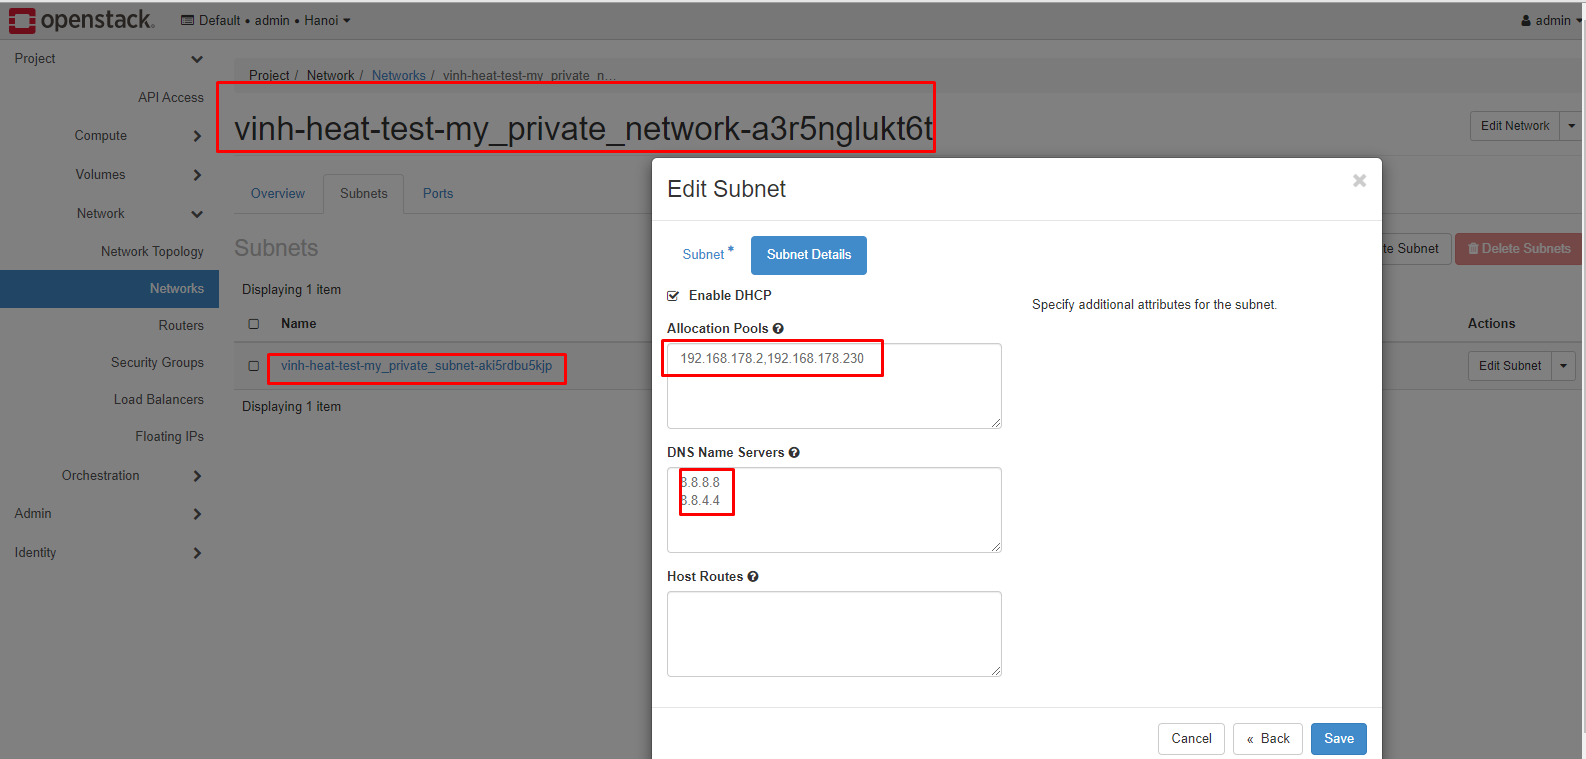 openstack.
Default • admin • Hanoi
admin
Project
API Access
Compute
Volumes
Network
Network Topology
Networks
Routers
Security Groups
Load Balancers
Floating IPs
Orchestration
Admin
Identity
Project / Network / Networks / vinh-heat-test-my_private_n...
vinh-heat-test-my_private_network-a3r5nglukt6t
Edit Network
Overview
Subnets
Ports
Subnets
te Subnet
Delete Subnets
Displaying 1 item
Name
Actions
vinh-heat-test-my_private_subnet-aki5rdbu5kjp
Edit Subnet
Displaying 1 item
Edit Subnet
×
Subnet *
Subnet Details
Enable DHCP
Specify additional attributes for the subnet.
Allocation Pools
192.168.178.2,192.168.178.230
DNS Name Servers
8.8.8.8
8.8.4.4
Host Routes
Cancel
« Back
Save